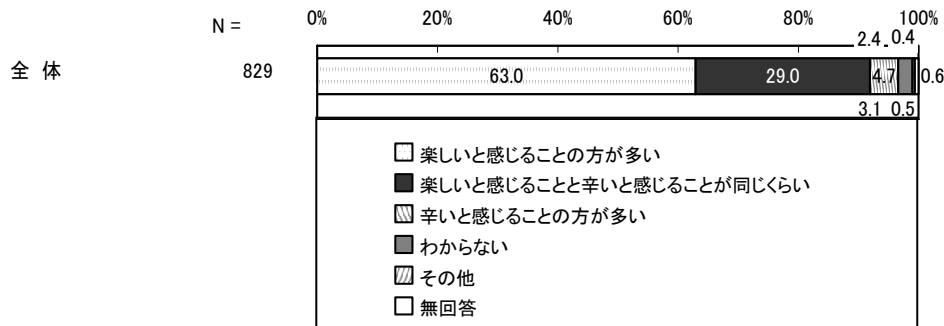 N = 0% 20% 40% 60% 80% 100%
2.4 0.4
全 体 829 63.0 29.0 4.7 0.6
3.1 0.5
楽しいと感じることの方が多い
楽しいと感じることと辛いと感じることが同じくらい
辛いと感じることの方が多い
わからない
その他
無回答